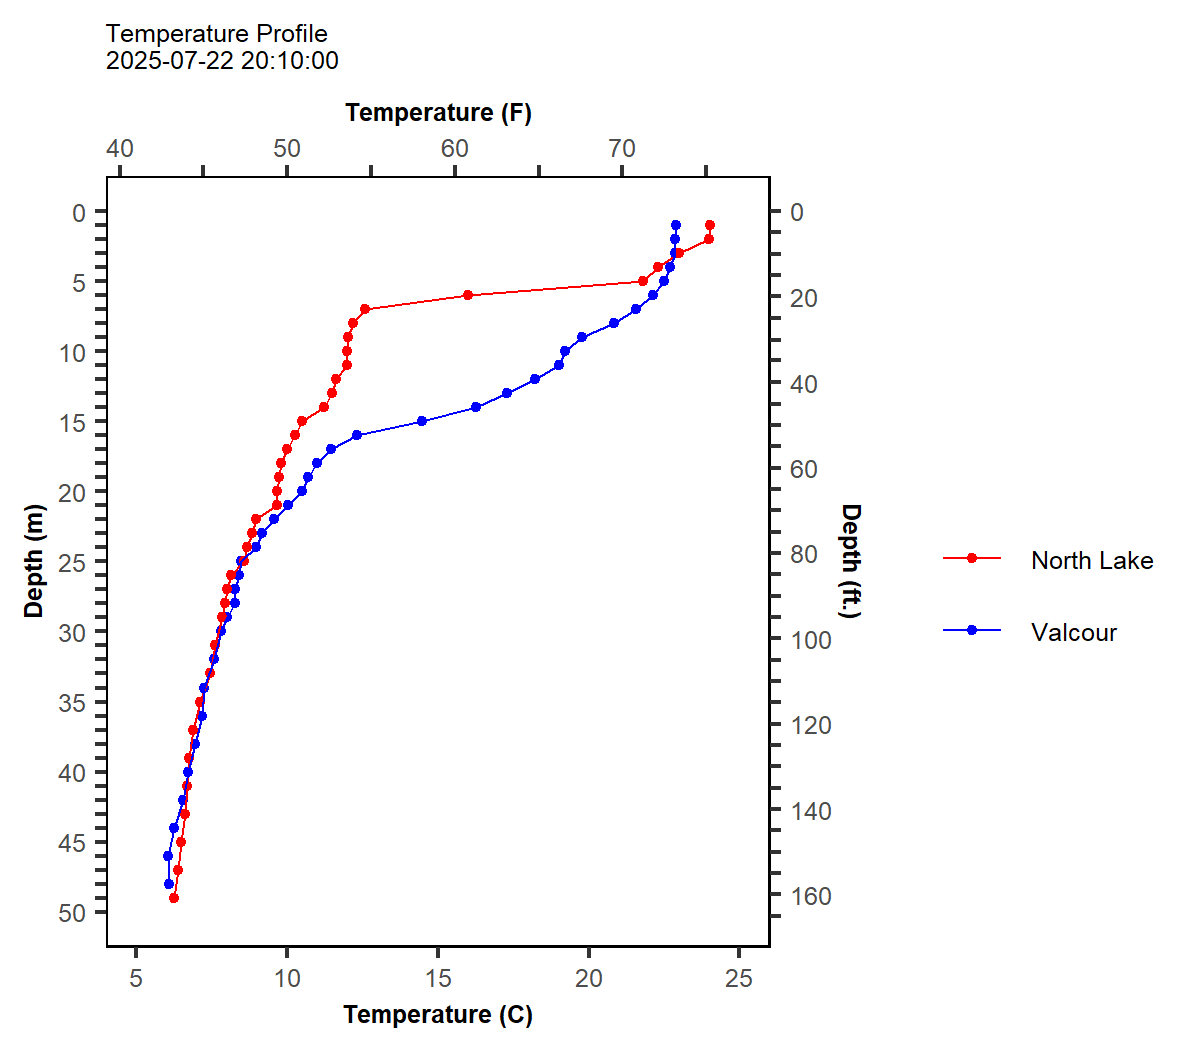 Temperature Profile
2025-07-22 20:10:00
Temperature (F)
40 50 60 70
0 5 10 15 20 25 30 35 40 45 50
Depth (m)
0 20 40 60 80 100 120 140 160
Depth (ft.)
North Lake
Valcour
5 10 15 20 25
Temperature (C)